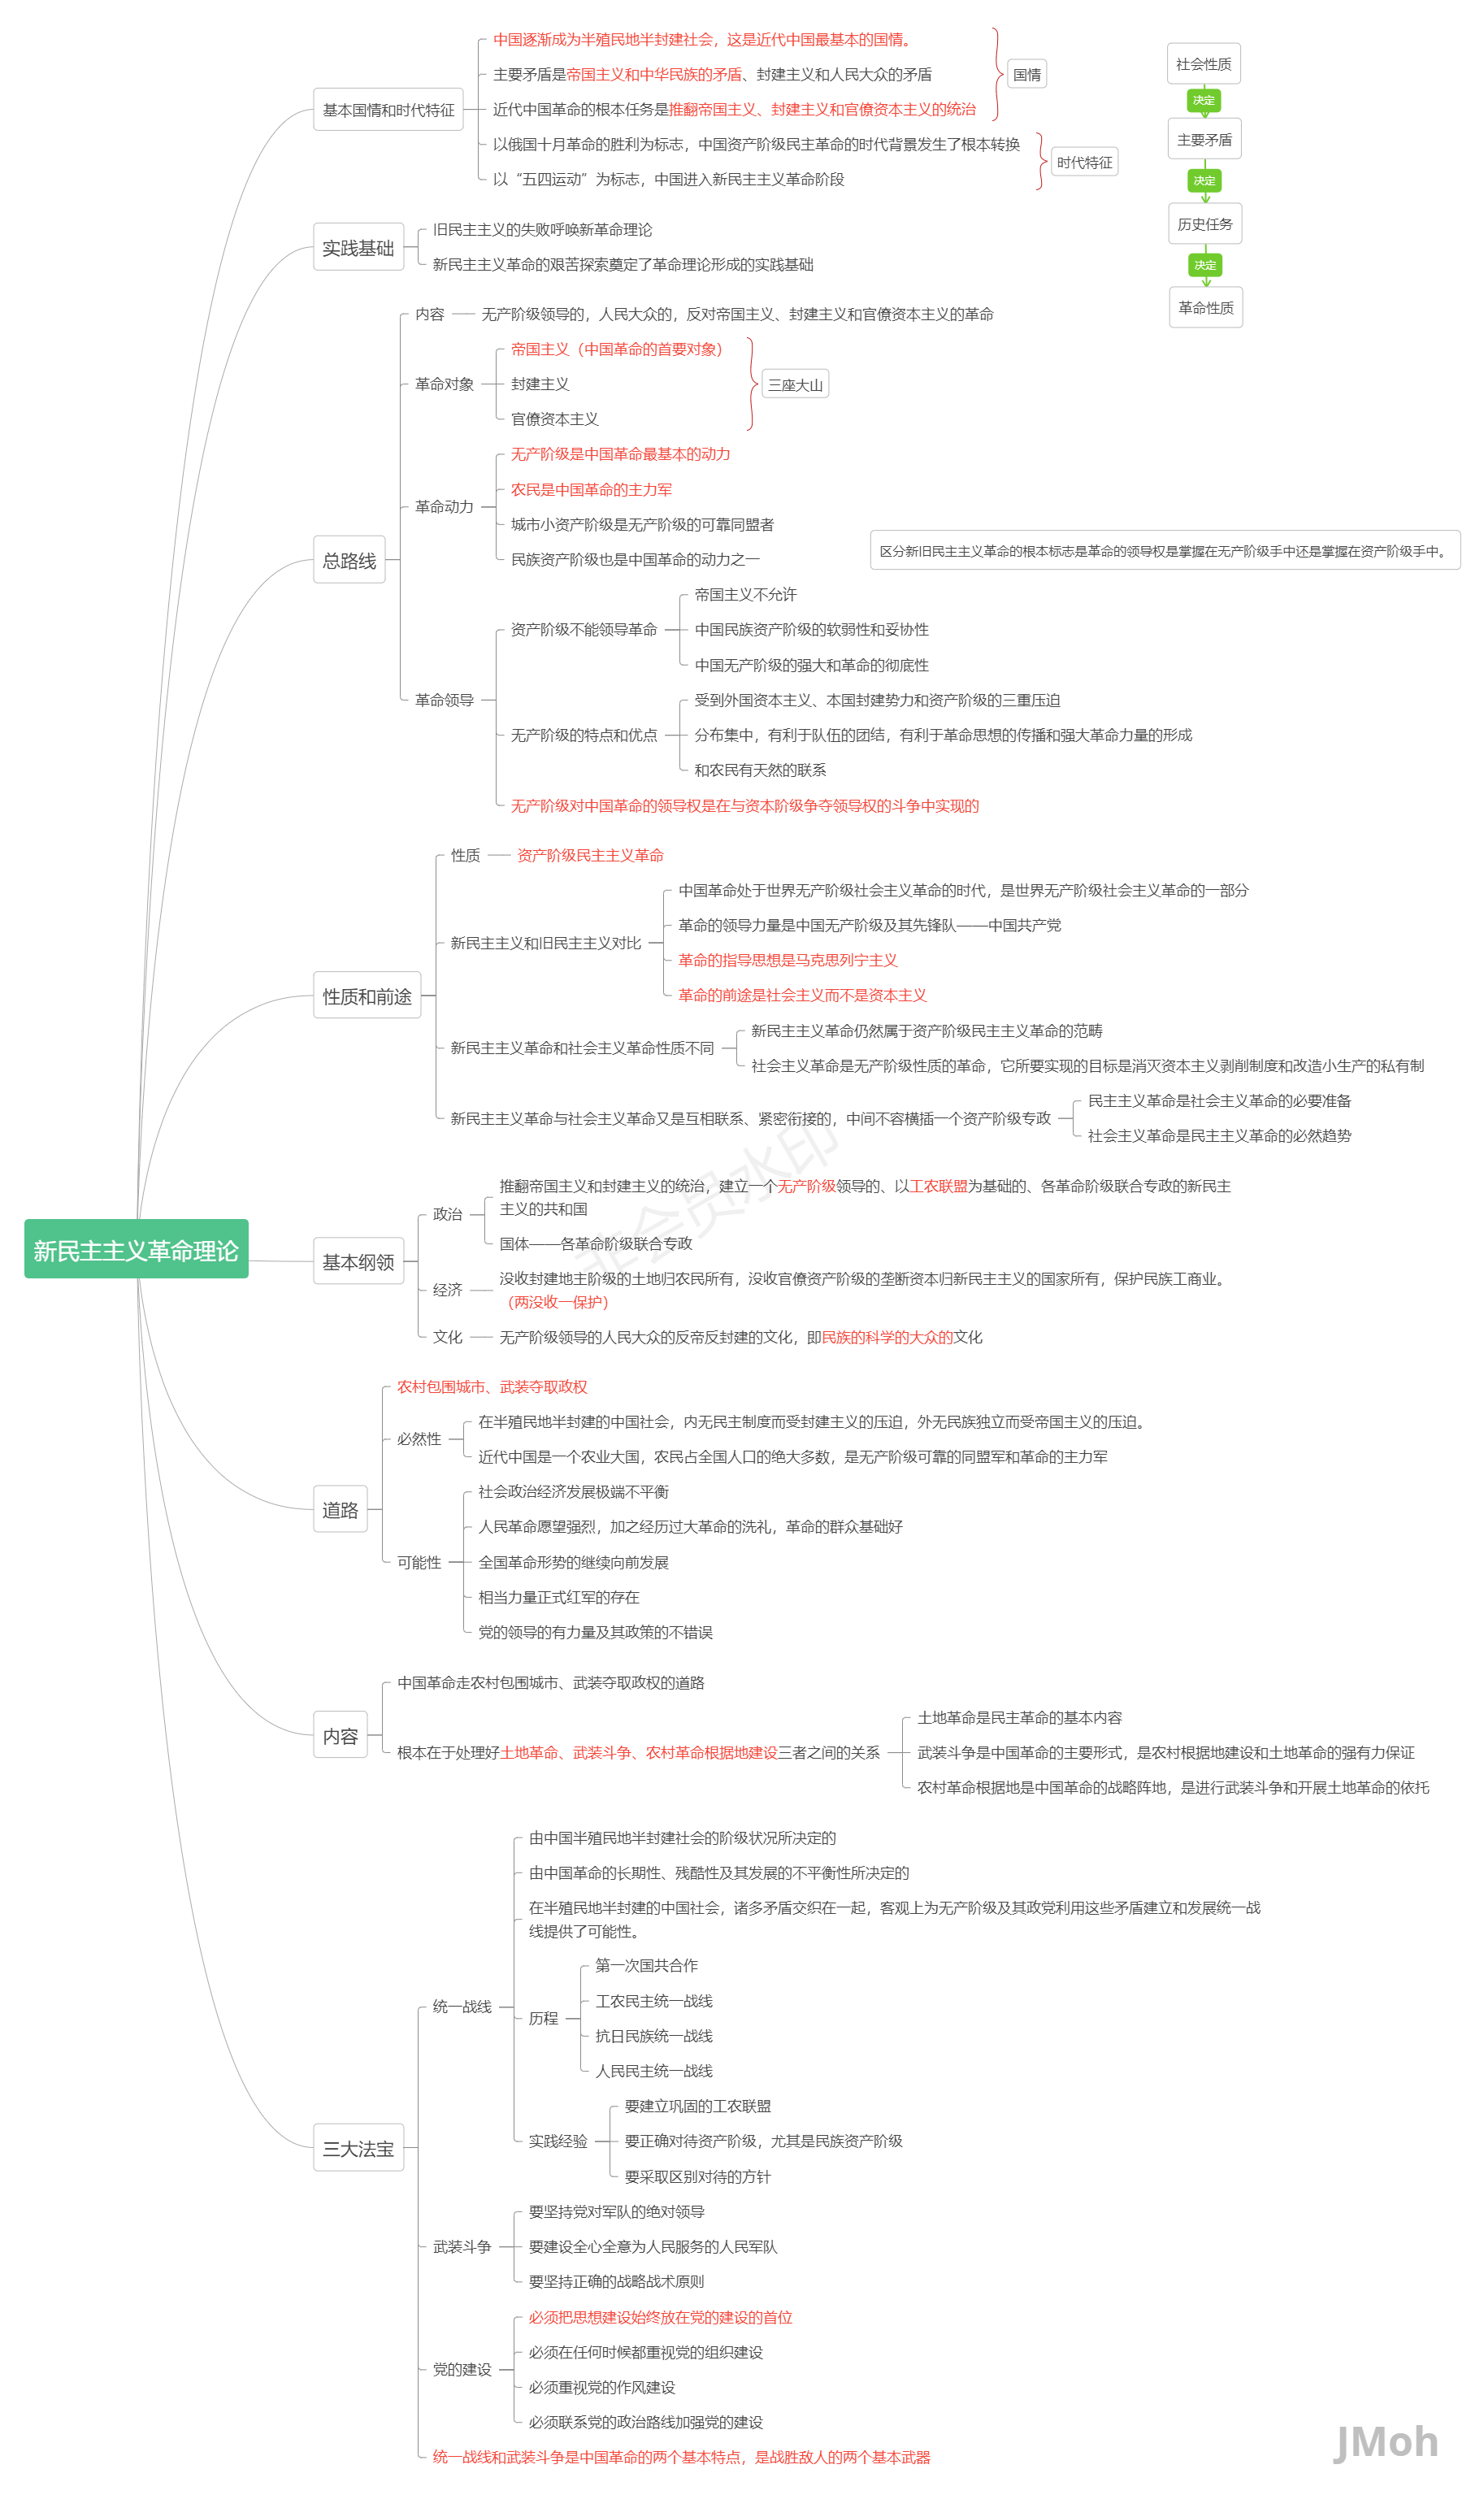 新民主主义革命理论
基本国情和时代特征
中国逐渐成为半殖民地半封建社会，这是近代中国最基本的国情。
主要矛盾是帝国主义和中华民族的矛盾、封建主义和人民大众的矛盾
近代中国革命的根本任务是推翻帝国主义、封建主义和官僚资本主义的统治
国情
以俄国十月革命的胜利为标志，中国资产阶级民主革命的时代背景发生了根本转换
以“五四运动”为标志，中国进入新民主主义革命阶段
时代特征
社会性质
决定
主要矛盾
决定
历史任务
决定
革命性质
实践基础
旧民主主义的失败呼唤新革命理论
新民主主义革命的艰苦探索奠定了革命理论形成的实践基础
总路线
内容
无产阶级领导的，人民大众的，反对帝国主义、封建主义和官僚资本主义的革命
革命对象
帝国主义（中国革命的首要对象）
封建主义
官僚资本主义
三座大山
革命动力
无产阶级是中国革命最基本的动力
农民是中国革命的主力军
城市小资产阶级是无产阶级的可靠同盟者
民族资产阶级也是中国革命的动力之一
区分新旧民主主义革命的根本标志是革命的领导权是掌握在无产阶级手中还是掌握在资产阶级手中。
革命领导
资产阶级不能领导革命
帝国主义不允许
中国民族资产阶级的软弱性和妥协性
中国无产阶级的强大和革命的彻底性
无产阶级的特点和优点
受到外国资本主义、本国封建势力和资产阶级的三重压迫
分布集中，有利于队伍的团结，有利于革命思想的传播和强大革命力量的形成
和农民有天然的联系
无产阶级对中国革命的领导权是在与资本阶级争夺领导权的斗争中实现的
性质和前途
性质
资产阶级民主主义革命
新民主主义和旧民主主义对比
中国革命处于世界无产阶级社会主义革命的时代，是世界无产阶级社会主义革命的一部分
革命的领导力量是中国无产阶级及其先锋队——中国共产党
革命的指导思想是马克思列宁主义
革命的前途是社会主义而不是资本主义
新民主主义革命和社会主义革命性质不同
新民主主义革命仍然属于资产阶级民主主义革命的范畴
社会主义革命是无产阶级性质的革命，它所要实现的目标是消灭资本主义剥削制度和改造小生产的私有制
新民主主义革命与社会主义革命又是互相联系、紧密衔接的，中间不容横插一个资产阶级专政
民主主义革命是社会主义革命的必要准备
社会主义革命是民主主义革命的必然趋势
基本纲领
政治
推翻帝国主义和封建主义的统治，建立一个无产阶级领导的、以工农联盟为基础的、各革命阶级联合专政的新民主
主义的共和国
国体——各革命阶级联合专政
经济
没收封建地主阶级的土地归农民所有，没收官僚资产阶级的垄断资本归新民主主义的国家所有，保护民族工商业。
（两没收一保护）
文化
无产阶级领导的人民大众的反帝反封建的文化，即民族的科学的大众的文化
非会员水印
道路
农村包围城市、武装夺取政权
必然性
在半殖民地半封建的中国社会，内无民主制度而受封建主义的压迫，外无民族独立而受帝国主义的压迫。
近代中国是一个农业大国，农民占全国人口的绝大多数，是无产阶级可靠的同盟军和革命的主力军
可能性
社会政治经济发展极端不平衡
人民革命愿望强烈，加之经历过大革命的洗礼，革命的群众基础好
全国革命形势的继续向前发展
相当力量正式红军的存在
党的领导的有力量及其政策的不错误
内容
中国革命走农村包围城市、武装夺取政权的道路
根本在于处理好土地革命、武装斗争、农村革命根据地建设三者之间的关系
土地革命是民主革命的基本内容
武装斗争是中国革命的主要形式，是农村根据地建设和土地革命的强有力保证
农村革命根据地是中国革命的战略阵地，是进行武装斗争和开展土地革命的依托
三大法宝
统一战线
由中国半殖民地半封建社会的阶级状况所决定的
由中国革命的长期性、残酷性及其发展的不平衡性所决定的
在半殖民地半封建的中国社会，诸多矛盾交织在一起，客观上为无产阶级及其政党利用这些矛盾建立和发展统一战
线提供了可能性。
历程
第一次国共合作
工农民主统一战线
抗日民族统一战线
人民民主统一战线
实践经验
要建立巩固的工农联盟
要正确对待资产阶级，尤其是民族资产阶级
要采取区别对待的方针
武装斗争
要坚持党对军队的绝对领导
要建设全心全意为人民服务的人民军队
要坚持正确的战略战术原则
党的建设
必须把思想建设始终放在党的建设的首位
必须在任何时候都重视党的组织建设
必须重视党的作风建设
必须联系党的政治路线加强党的建设
统一战线和武装斗争是中国革命的两个基本特点，是战胜敌人的两个基本武器
JMoh